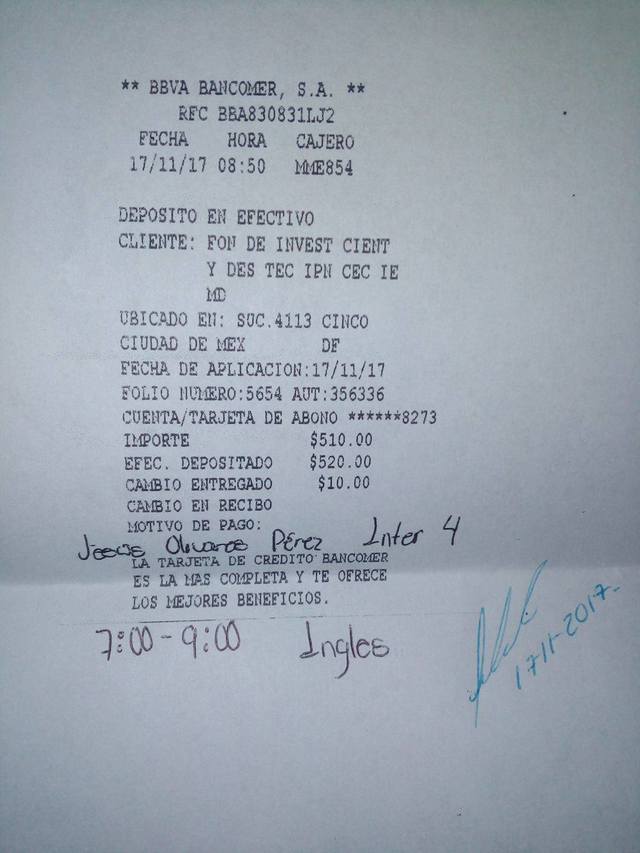 ** BBVA BANCOMER, S.A. **
RFC BBA830831LJ2
FECHA HORA CAJERO
17/11/17 08:50 MME854
DEPOSITO EN EFECTIVO
CLIENTE: FON DE INVEST CIENT
Y DES TEC IPN CEC IE
MD
UBICADO EN: SUC.4113 CINCO
CIUDAD DE MEX DF
FECHA DE APLICACION:17/11/17
FOLIO NUMERO:5654 AUT:356336
CUENTA/TARJETA DE ABONO ******8273
IMPORTE $510.00
EFEC. DEPOSITADO $520.00
CAMBIO ENTREGADO $10.00
CAMBIO EN RECIBO
MOTIVO DE PAGO:
Jesús Olivares Pérez Inter 4
LA TARJETA DE CREDITO BANCOMER
ES LA MAS COMPLETA Y TE OFRECE
LOS MEJORES BENEFICIOS.
7:00-9:00 Ingles
1711-2017-